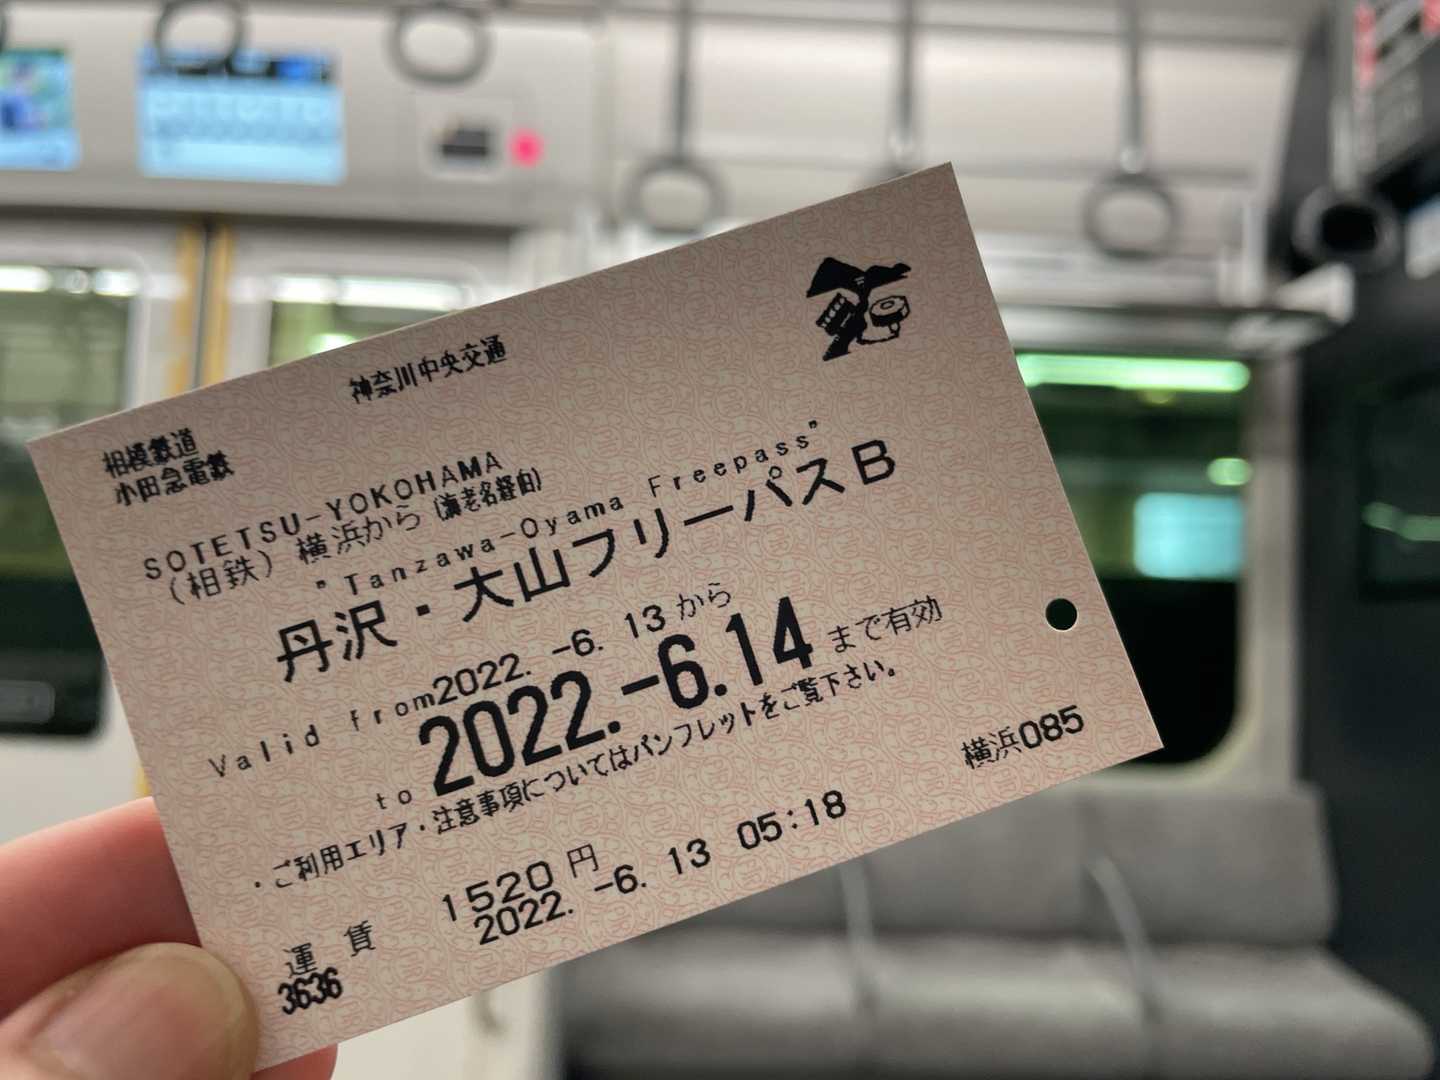 神奈川中央交通
相模鉄道
小田急電鉄
SOTETSU-YOKOHAMA
(相鉄) 横浜から (海老名経由)
"Tanzawa-Oyama Freepass"
丹沢・大山フリーパスB
Valid from 2022.-6.13から
to 2022.-6.14まで有効
・ご利用エリア・注意事項についてはパンフレットをご覧下さい。
運賃 1520円
2022.-6.13 05:18
横浜085
3636